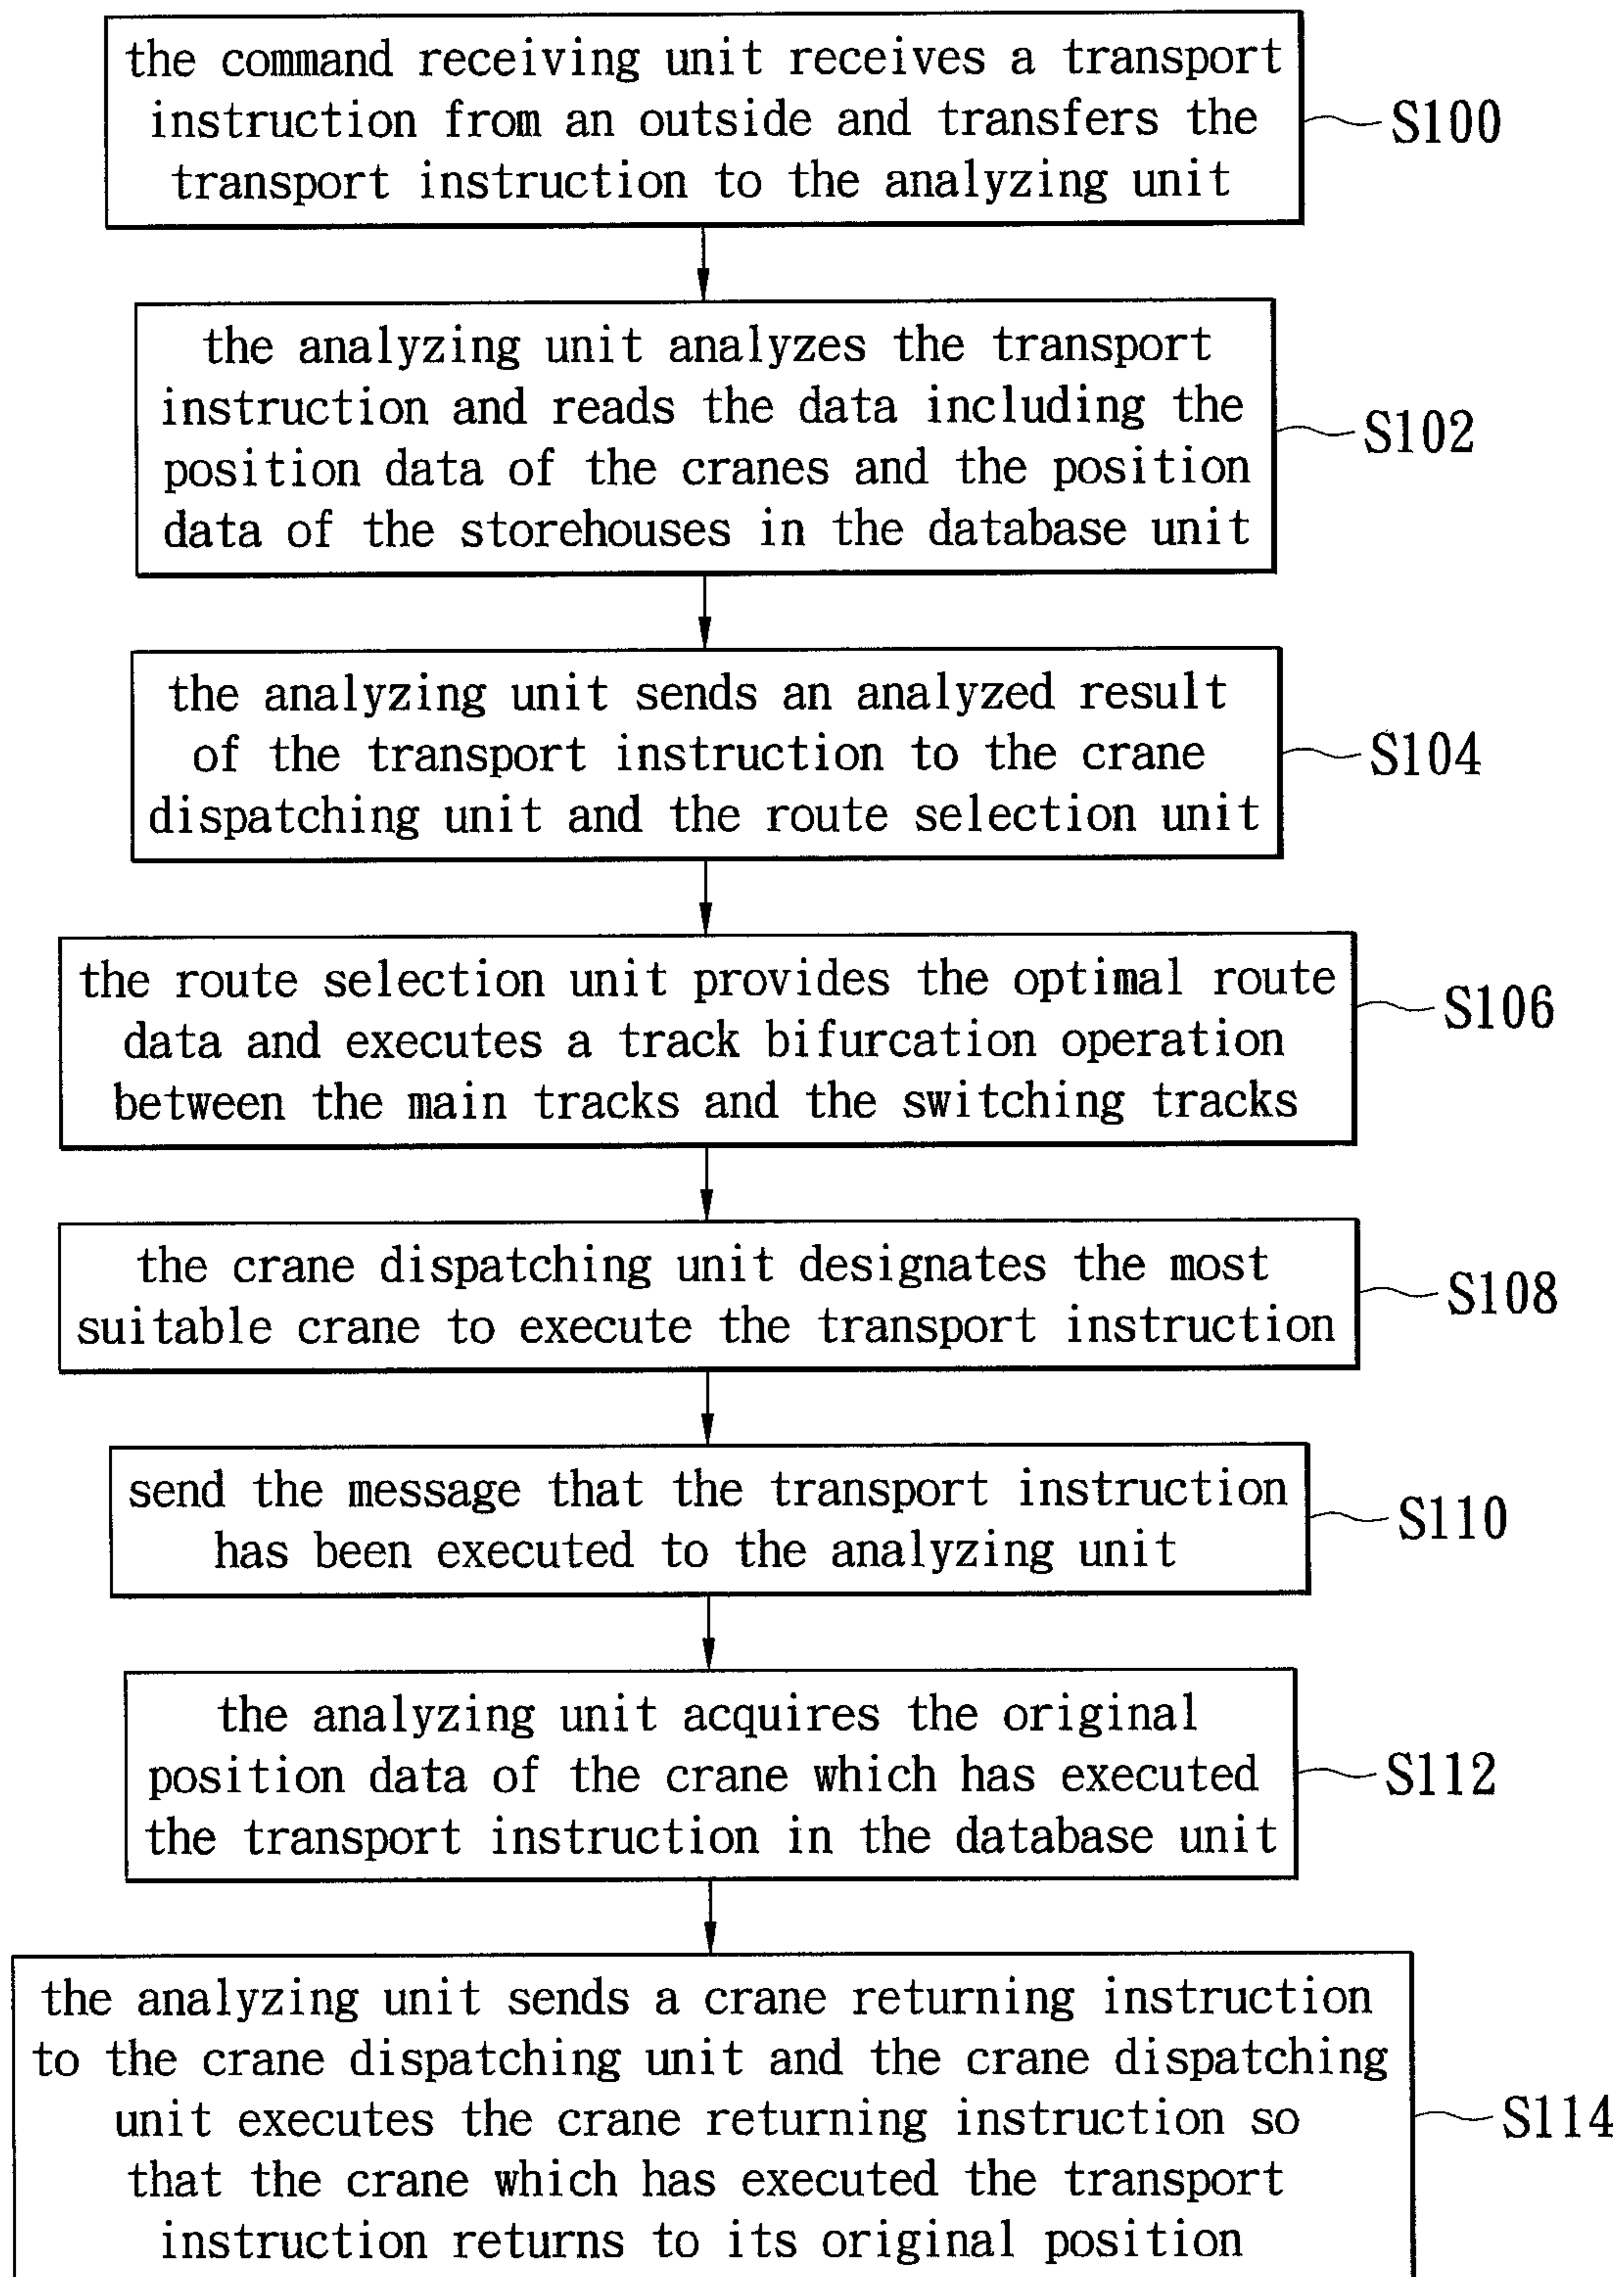 the command receiving unit receives a transport
instruction from an outside and transfers the
transport instruction to the analyzing unit
S100
the analyzing unit analyzes the transport
instruction and reads the data including the
position data of the cranes and the position
data of the storehouses in the database unit
S102
the analyzing unit sends an analyzed result
of the transport instruction to the crane
dispatching unit and the route selection unit
S104
the route selection unit provides the optimal route
data and executes a track bifurcation operation
between the main tracks and the switching tracks
S106
the crane dispatching unit designates the most
suitable crane to execute the transport instruction
S108
send the message that the transport instruction
has been executed to the analyzing unit
S110
the analyzing unit acquires the original
position data of the crane which has executed
the transport instruction in the database unit
S112
the analyzing unit sends a crane returning instruction
to the crane dispatching unit and the crane dispatching
unit executes the crane returning instruction so
that the crane which has executed the transport
instruction returns to its original position
S114